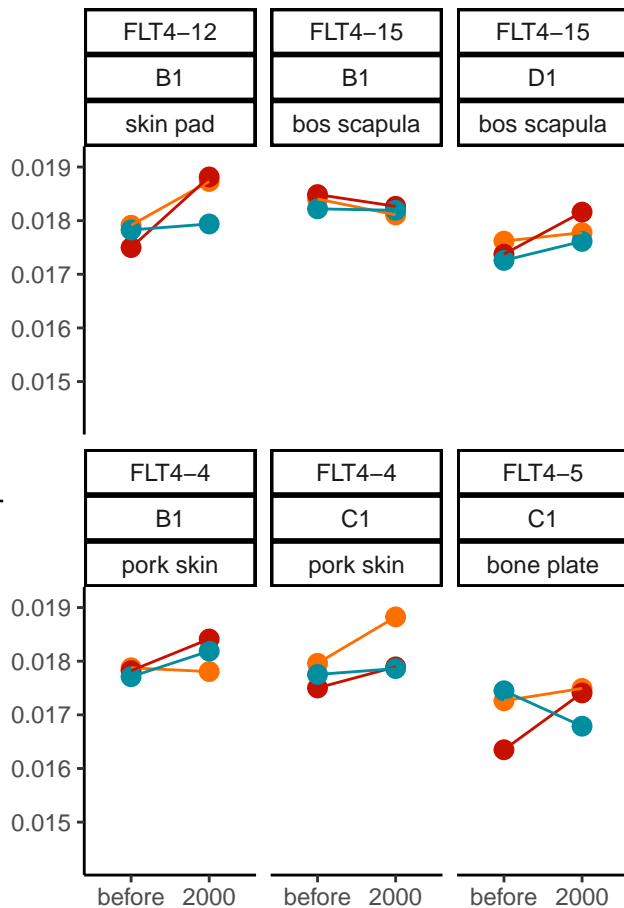 FLT4−12 FLT4−15 FLT4−15
B1 B1 D1
skin pad bos scapula bos scapula
0.019
0.018
0.017
0.016
0.015
FLT4−4 FLT4−4 FLT4−5
B1 C1 C1
pork skin pork skin bone plate
0.019
0.018
0.017
0.016
0.015
before 2000 before 2000 before 2000